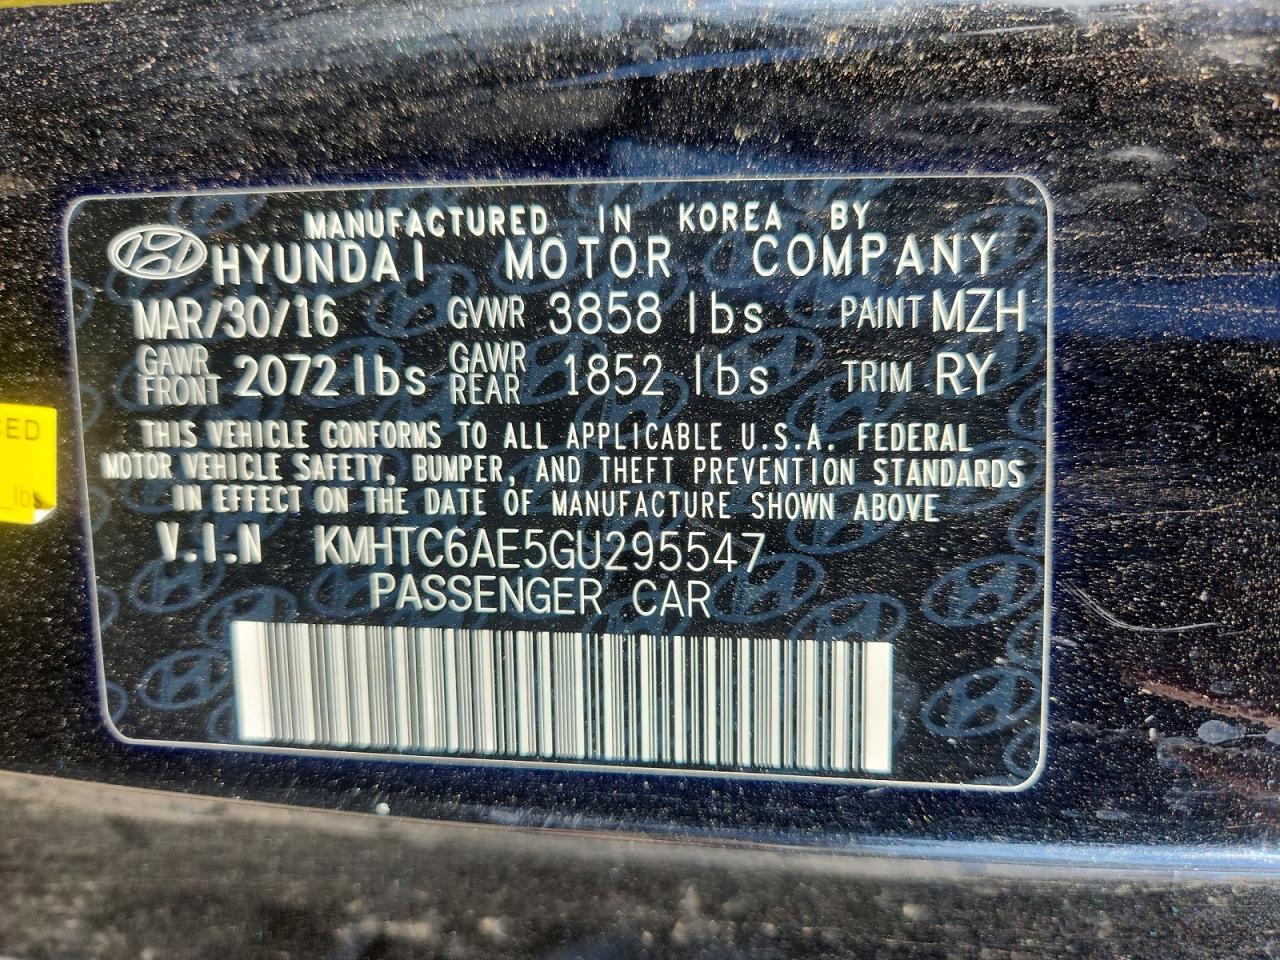 MANUFACTURED IN KOREA BY
HYUNDAI MOTOR COMPANY
MAR/30/16 GVWR 3858 lbs PAINT MZH
GAWR FRONT 2072 lbs GAWR REAR 1852 lbs TRIM RY
THIS VEHICLE CONFORMS TO ALL APPLICABLE U.S.A. FEDERAL
MOTOR VEHICLE SAFETY, BUMPER, AND THEFT PREVENTION STANDARDS
IN EFFECT ON THE DATE OF MANUFACTURE SHOWN ABOVE
V.I.N KMHTC6AE5GU295547
PASSENGER CAR